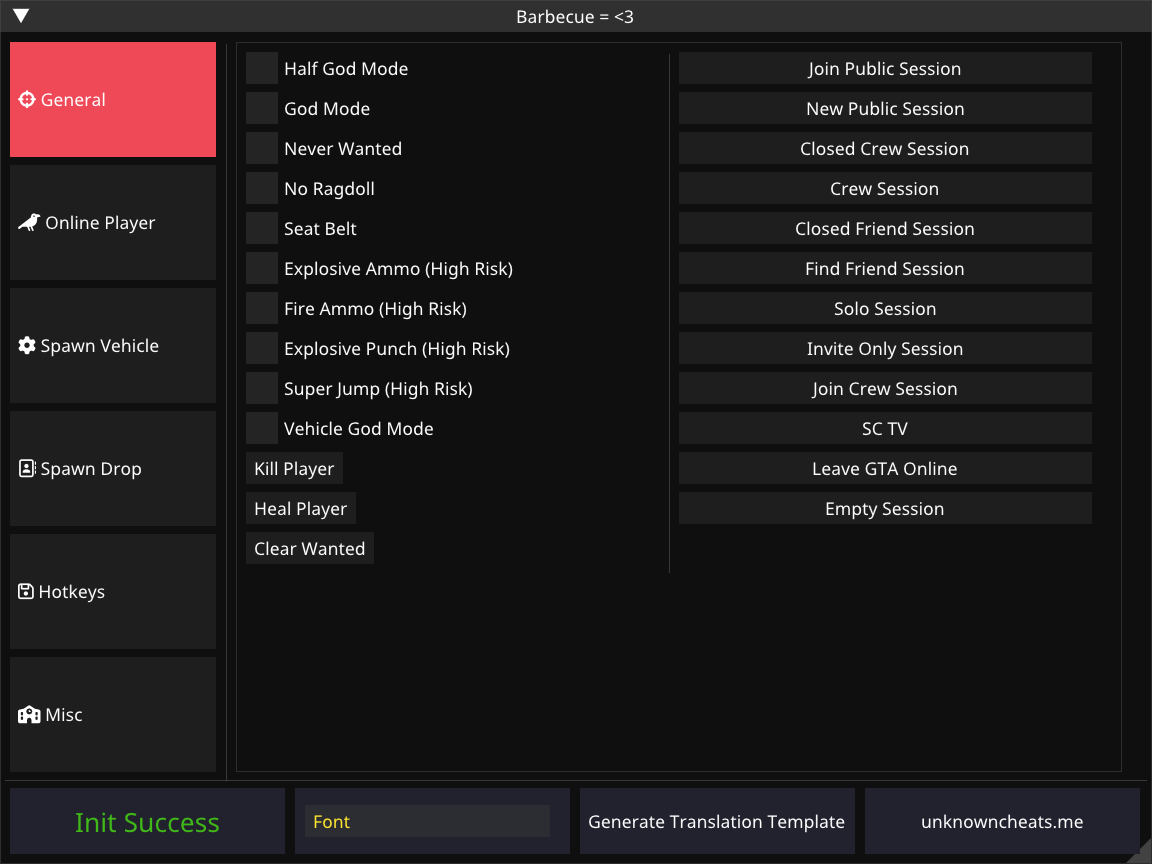 Barbecue = <3
General
Online Player
Spawn Vehicle
Spawn Drop
Hotkeys
Misc
Half God Mode
God Mode
Never Wanted
No Ragdoll
Seat Belt
Explosive Ammo (High Risk)
Fire Ammo (High Risk)
Explosive Punch (High Risk)
Super Jump (High Risk)
Vehicle God Mode
Kill Player
Heal Player
Clear Wanted
Join Public Session
New Public Session
Closed Crew Session
Crew Session
Closed Friend Session
Find Friend Session
Solo Session
Invite Only Session
Join Crew Session
SC TV
Leave GTA Online
Empty Session
Init Success
Font
Generate Translation Template
unknowncheats.me